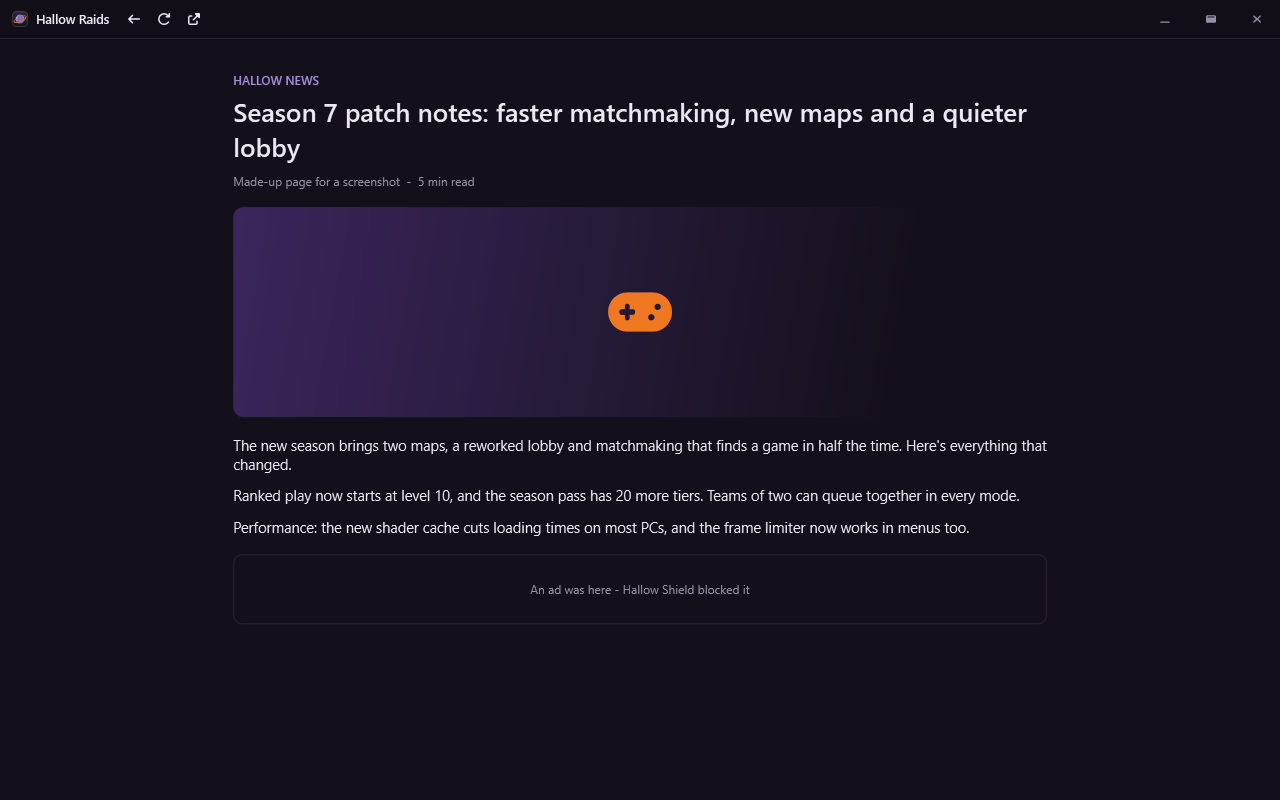 Hallow Raids
HALLOW NEWS
Season 7 patch notes: faster matchmaking, new maps and a quieter
lobby
Made-up page for a screenshot - 5 min read
The new season brings two maps, a reworked lobby and matchmaking that finds a game in half the time. Here's everything that
changed.
Ranked play now starts at level 10, and the season pass has 20 more tiers. Teams of two can queue together in every mode.
Performance: the new shader cache cuts loading times on most PCs, and the frame limiter now works in menus too.
An ad was here - Hallow Shield blocked it